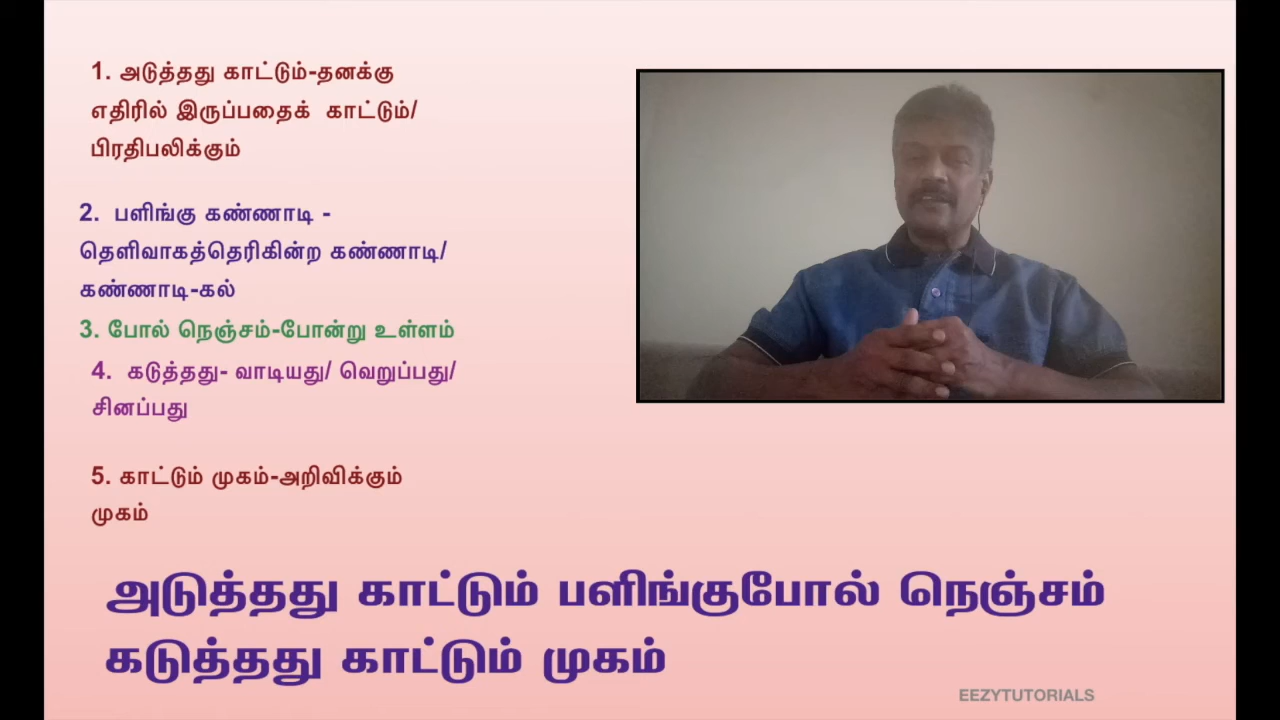 1. அடுத்தது காட்டும்-தனக்கு
எதிரில் இருப்பதைக் காட்டும்/
பிரதிபலிக்கும்
2. பளிங்கு கண்ணாடி -
தெளிவாகத்தெரிகின்ற கண்ணாடி/
கண்ணாடி-கல்
3. போல் நெஞ்சம்-போன்று உள்ளம்
4. கடுத்தது- வாடியது/ வெறுப்பது/
சினப்பது
5. காட்டும் முகம்-அறிவிக்கும்
முகம்
அடுத்தது காட்டும் பளிங்குபோல் நெஞ்சம்
கடுத்தது காட்டும் முகம்
EEZYTUTORIALS